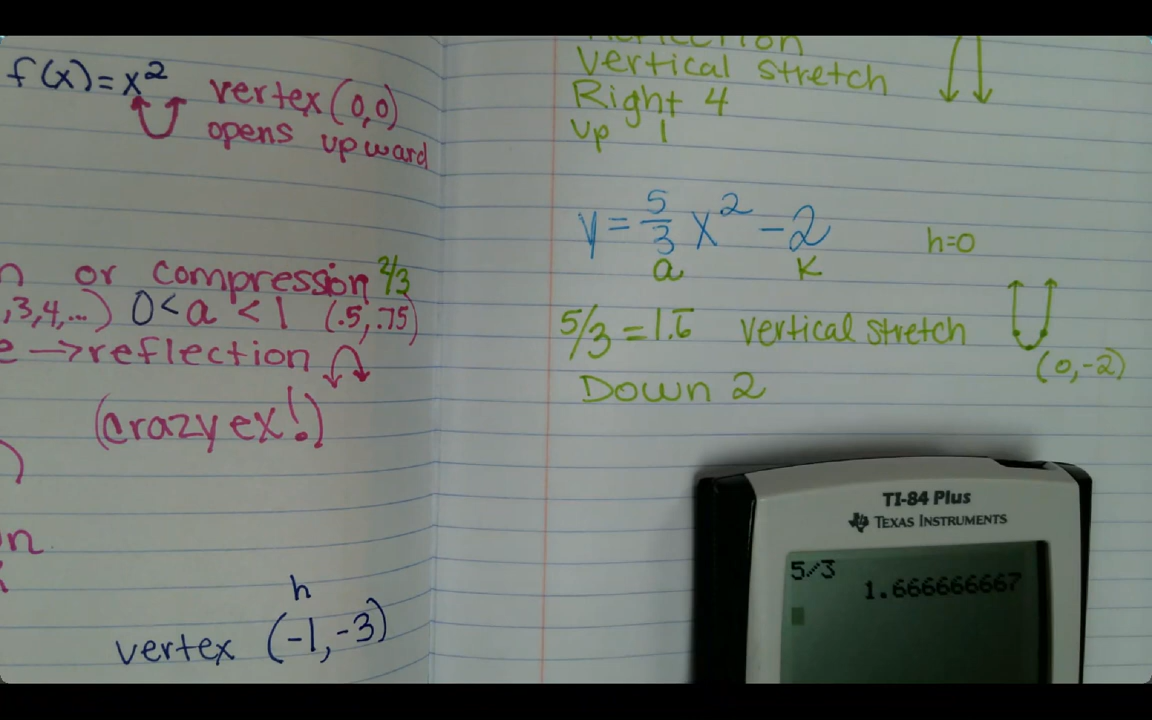 f(x)=x²
vertex (0,0)
opens upward
n or compression 2/3
,3,4,...) 0<a<1 (.5,.75)
e →reflection
(crazy ex!)
)
on
h
vertex (-1,-3)
Reflection
Vertical stretch
Right 4
Up 1
y = 5/3 x² - 2
a k
h=0
5/3 = 1.6̅ vertical stretch
(0,-2)
Down 2
TI-84 Plus
TEXAS INSTRUMENTS
5/3
1.666666667